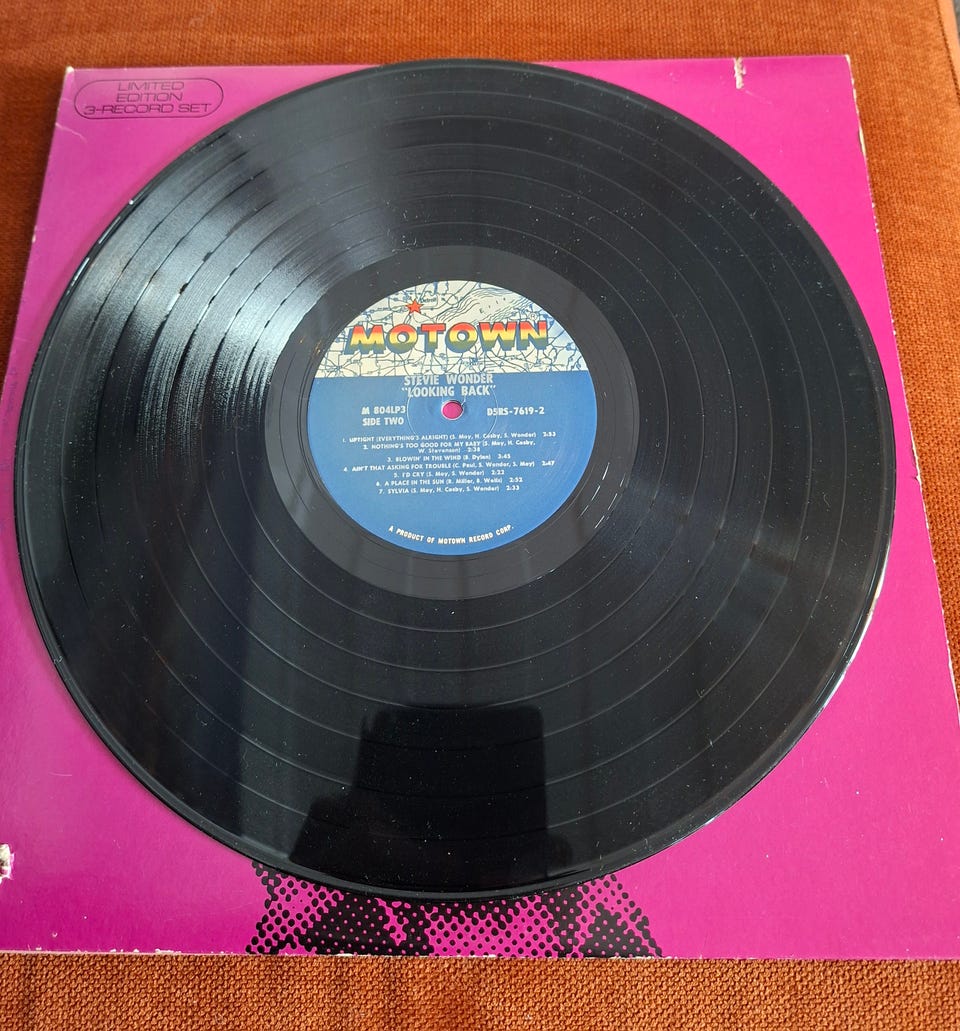 LIMITED
EDITION
3-RECORD SET
Detroit
MOTOWN
STEVIE WONDER
"LOOKING BACK"
M 804LP3 D5RS-7619-2
SIDE TWO
1. UPTIGHT (EVERYTHING'S ALRIGHT) (S. Moy, H. Cosby, S. Wonder) 2:53
2. NOTHING'S TOO GOOD FOR MY BABY (S. Moy, H. Cosby,
W. Stevenson) 2:38
3. BLOWIN' IN THE WIND (B. Dylan) 3:45
4. AIN'T THAT ASKING FOR TROUBLE (C. Paul, S. Wonder, S. Moy) 2:47
5. I'D CRY (S. Moy, S. Wonder) 2:33
6. A PLACE IN THE SUN (R. Miller, B. Wells) 2:52
7. SYLVIA (S. Moy, H. Cosby, S. Wonder) 2:33
A PRODUCT OF MOTOWN RECORD CORP.